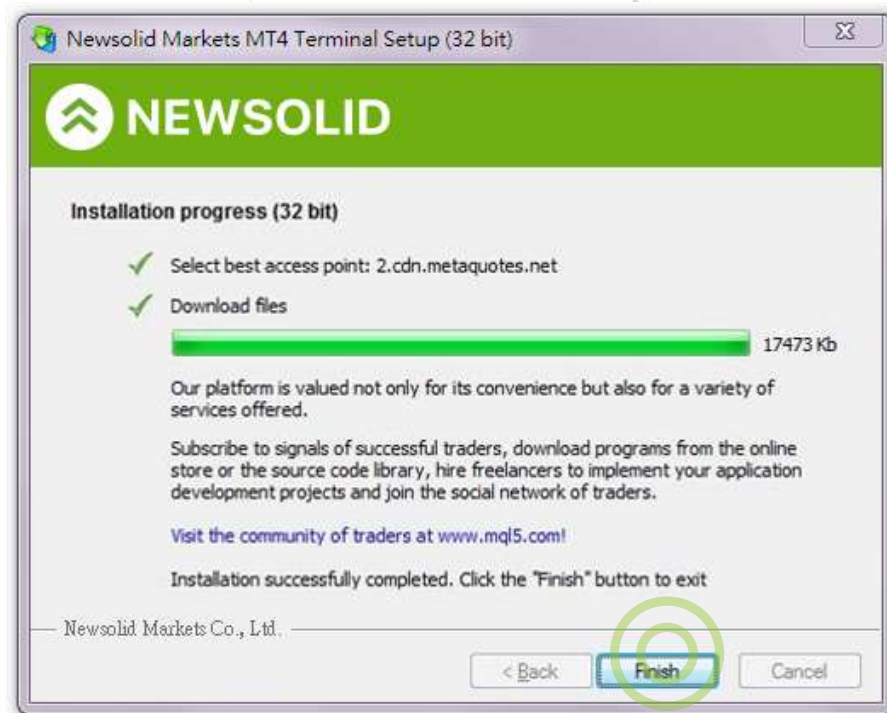 Newsolid Markets MT4 Terminal Setup (32 bit)
NEWSOLID
Installation progress (32 bit)
Select best access point: 2.cdn.metaquotes.net
Download files
17473 Kb
Our platform is valued not only for its convenience but also for a variety of
services offered.
Subscribe to signals of successful traders, download programs from the online
store or the source code library, hire freelancers to implement your application
development projects and join the social network of traders.
Visit the community of traders at www.mql5.com!
Installation successfully completed. Click the "Finish" button to exit
Newsolid Markets Co., Ltd.
< Back Finish Cancel